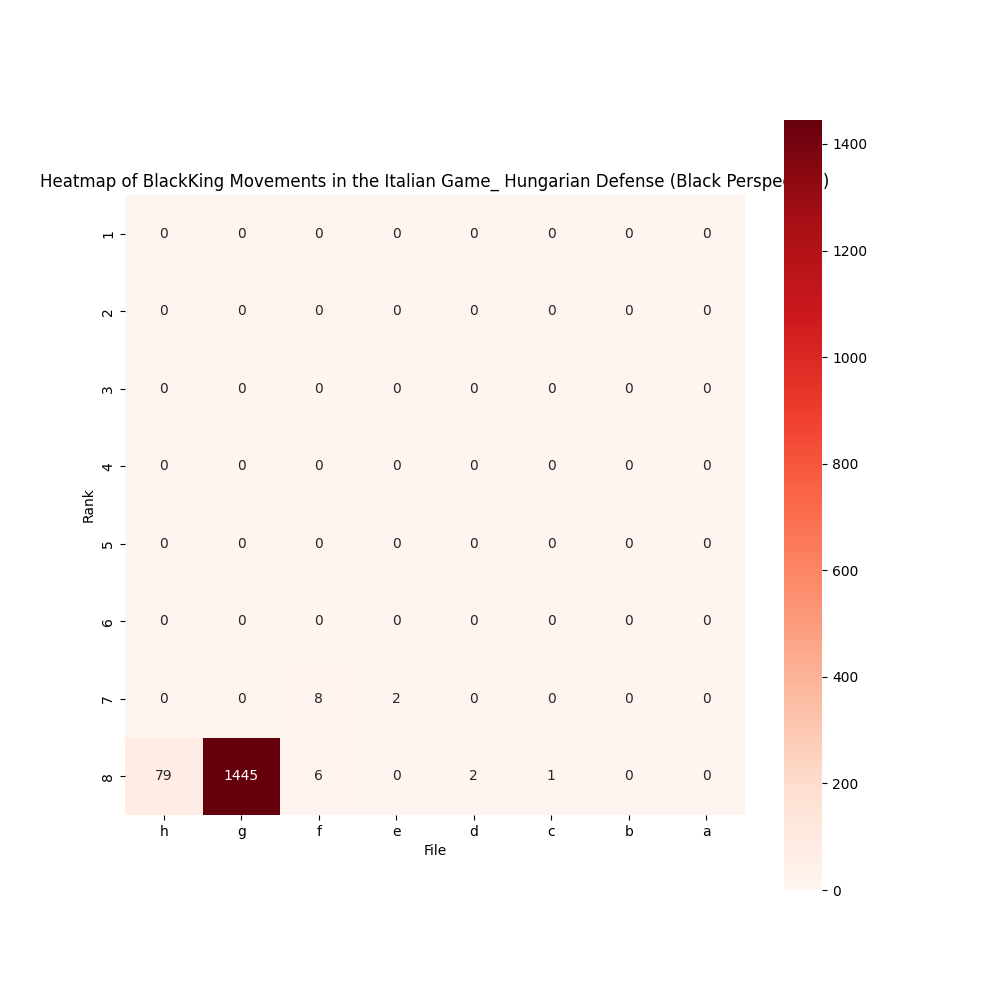 Heatmap of BlackKing Movements in the Italian Game_ Hungarian Defense (Black Perspe )
1 0 0 0 0 0 0 0 0
2 0 0 0 0 0 0 0 0
3 0 0 0 0 0 0 0 0
4 0 0 0 0 0 0 0 0
Rank
5 0 0 0 0 0 0 0 0
6 0 0 0 0 0 0 0 0
7 0 0 8 2 0 0 0 0
8 79 1445 6 0 2 1 0 0
h g f e d c b a
File
1400
1200
1000
800
600
400
200
0